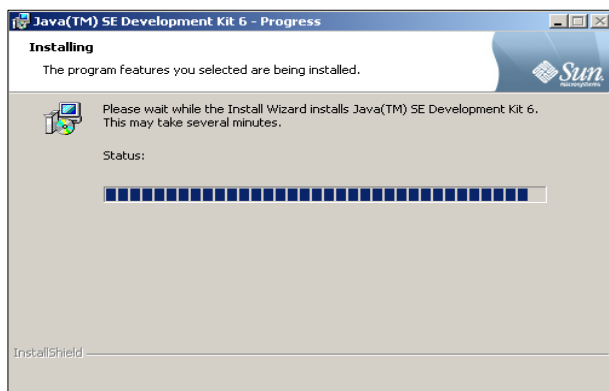 Java(TM) SE Development Kit 6 - Progress
Installing
The program features you selected are being installed.
Sun
microsystems
Please wait while the Install Wizard installs Java(TM) SE Development Kit 6.
This may take several minutes.
Status:
InstallShield